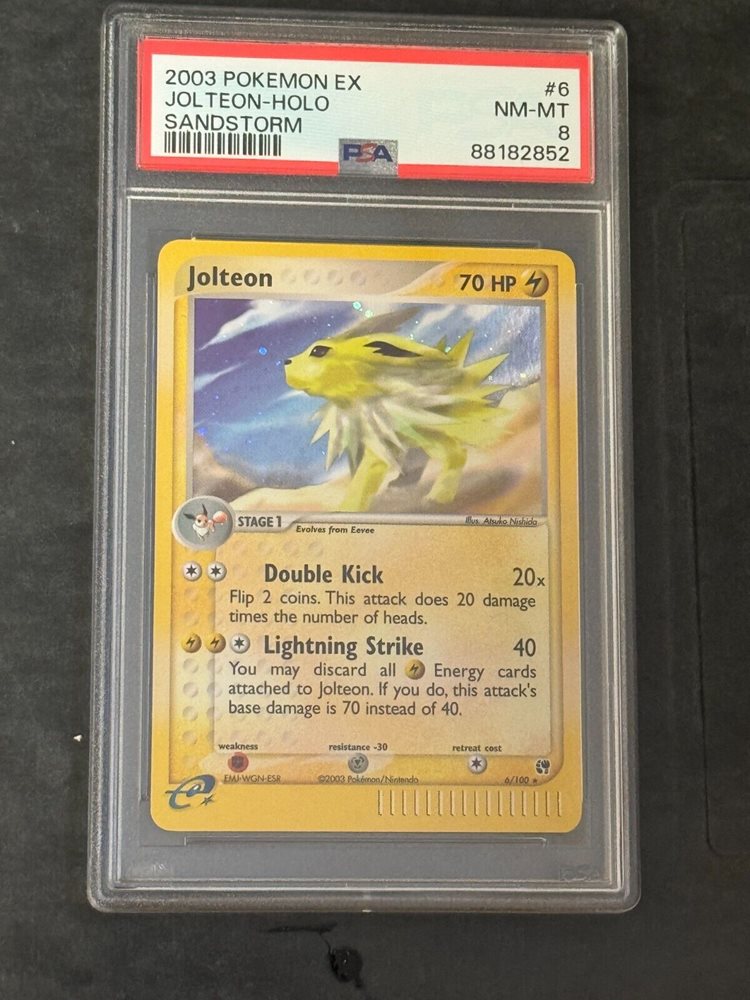 2003 POKEMON EX #6
JOLTEON-HOLO NM-MT
SANDSTORM 8
PSA 88182852
Jolteon 70 HP
STAGE 1
Evolves from Eevee
Illus. Atsuko Nishida
Double Kick 20x
Flip 2 coins. This attack does 20 damage
times the number of heads.
Lightning Strike 40
You may discard all Energy cards
attached to Jolteon. If you do, this attack's
base damage is 70 instead of 40.
weakness resistance -30 retreat cost
EMJ-WGN-ESR ©2003 Pokémon/Nintendo 6/100 ★
e